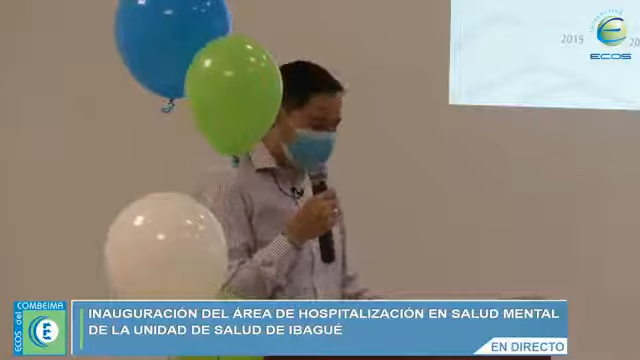 2015
20
ECOS
COMBEIMA
ECOS del
INAUGURACIÓN DEL ÁREA DE HOSPITALIZACIÓN EN SALUD MENTAL
DE LA UNIDAD DE SALUD DE IBAGUÉ
EN DIRECTO